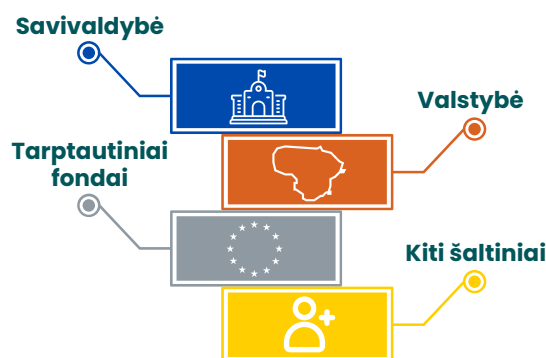 Savivaldybė
Valstybė
Tarptautiniai
fondai
Kiti šaltiniai